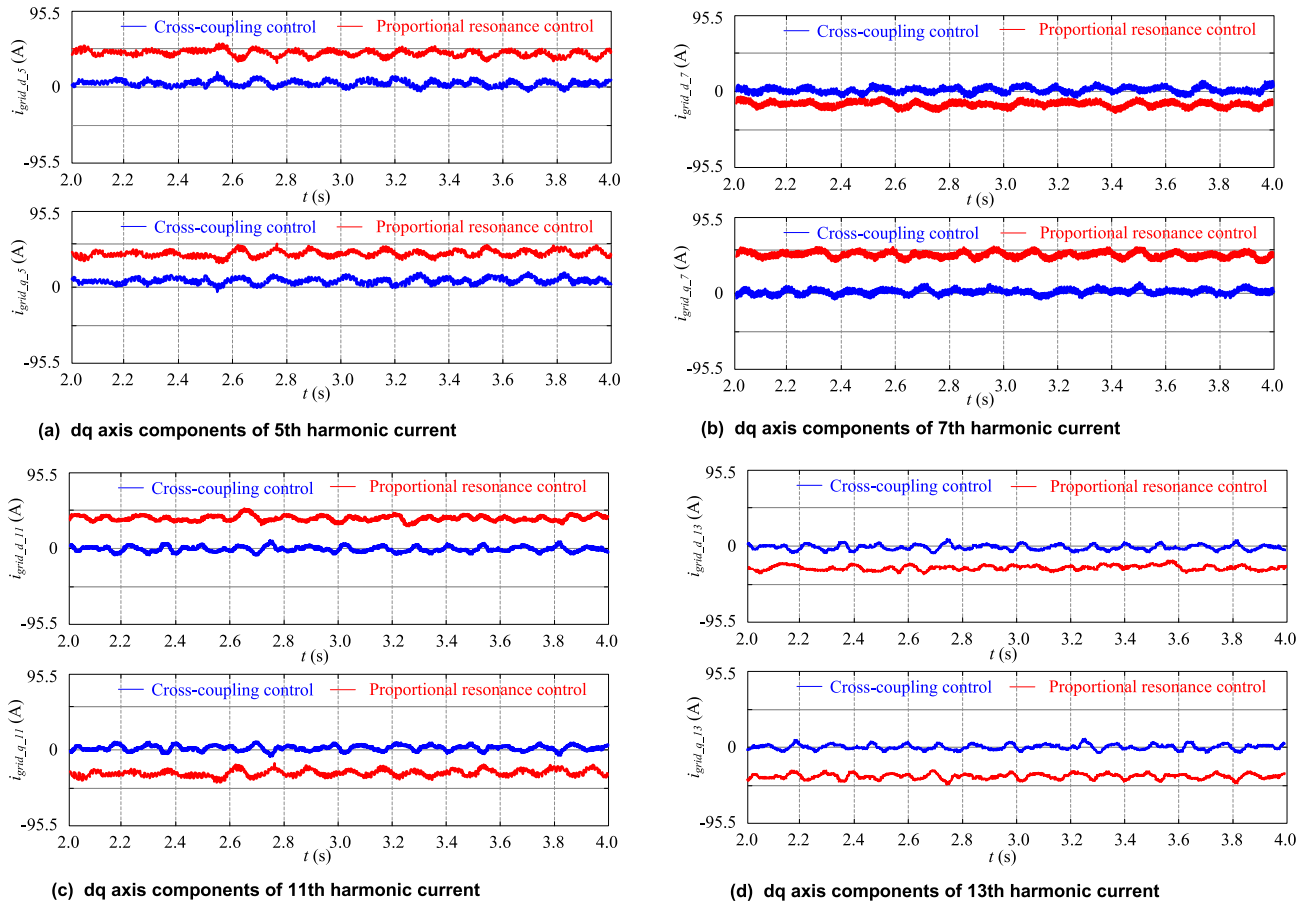 95.5
Cross-coupling control Proportional resonance control
i_grid_d_5 (A)
0
-95.5
2.0 2.2 2.4 2.6 2.8 3.0 3.2 3.4 3.6 3.8 4.0
t (s)
95.5
Cross-coupling control Proportional resonance control
i_grid_q_5 (A)
0
-95.5
2.0 2.2 2.4 2.6 2.8 3.0 3.2 3.4 3.6 3.8 4.0
t (s)
(a) dq axis components of 5th harmonic current
95.5
Cross-coupling control Proportional resonance control
i_grid_d_7 (A)
0
-95.5
2.0 2.2 2.4 2.6 2.8 3.0 3.2 3.4 3.6 3.8 4.0
t (s)
95.5
Cross-coupling control Proportional resonance control
i_grid_q_7 (A)
0
-95.5
2.0 2.2 2.4 2.6 2.8 3.0 3.2 3.4 3.6 3.8 4.0
t (s)
(b) dq axis components of 7th harmonic current
95.5
Cross-coupling control Proportional resonance control
i_grid_d_11 (A)
0
-95.5
2.0 2.2 2.4 2.6 2.8 3.0 3.2 3.4 3.6 3.8 4.0
t (s)
95.5
Cross-coupling control Proportional resonance control
i_grid_q_11 (A)
0
-95.5
2.0 2.2 2.4 2.6 2.8 3.0 3.2 3.4 3.6 3.8 4.0
t (s)
(c) dq axis components of 11th harmonic current
95.5
Cross-coupling control Proportional resonance control
i_grid_d_13 (A)
0
-95.5
2.0 2.2 2.4 2.6 2.8 3.0 3.2 3.4 3.6 3.8 4.0
t (s)
95.5
Cross-coupling control Proportional resonance control
i_grid_q_13 (A)
0
-95.5
2.0 2.2 2.4 2.6 2.8 3.0 3.2 3.4 3.6 3.8 4.0
t (s)
(d) dq axis components of 13th harmonic current